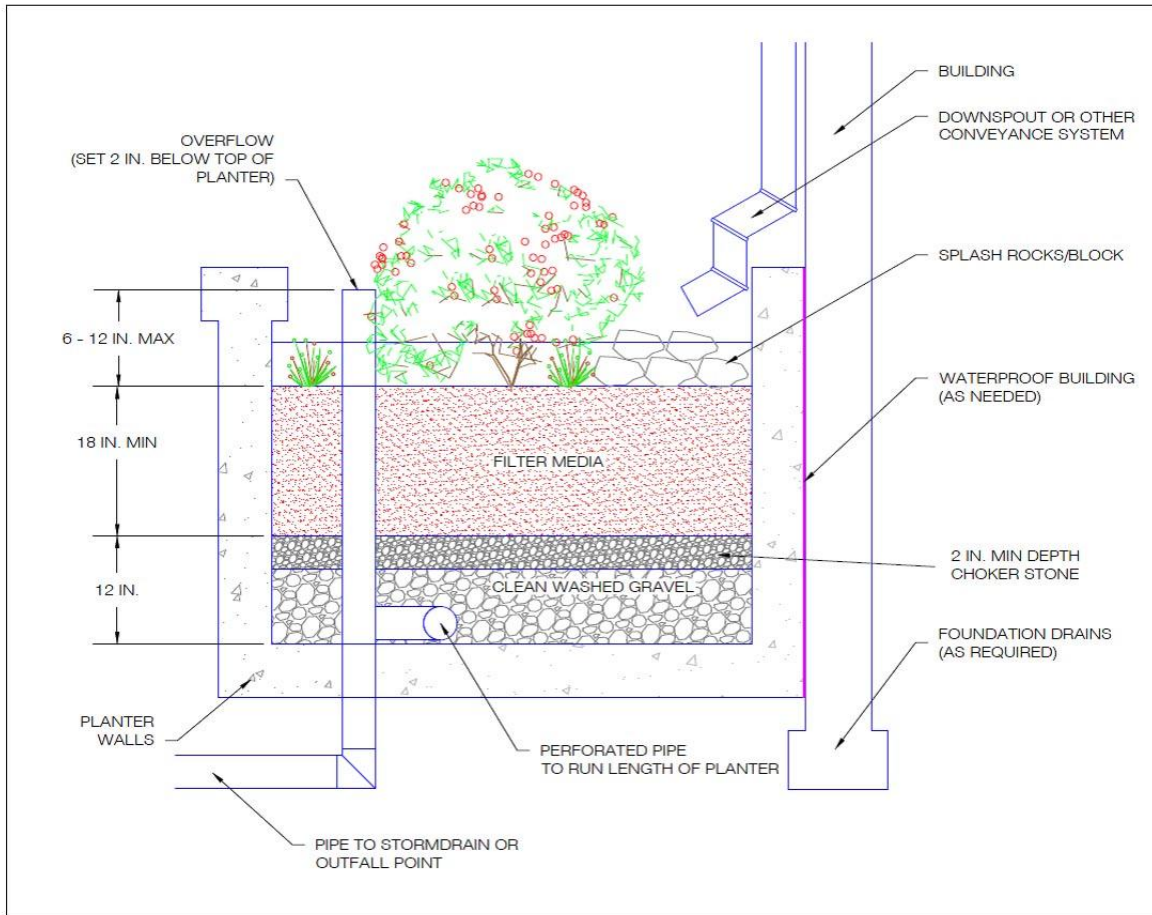 BUILDING
DOWNSPOUT OR OTHER
CONVEYANCE SYSTEM
OVERFLOW
(SET 2 IN. BELOW TOP OF
PLANTER)
SPLASH ROCKS/BLOCK
6 - 12 IN. MAX
WATERPROOF BUILDING
(AS NEEDED)
18 IN. MIN
FILTER MEDIA
2 IN. MIN DEPTH
CHOKER STONE
12 IN.
CLEAN WASHED GRAVEL
FOUNDATION DRAINS
(AS REQUIRED)
PLANTER
WALLS
PERFORATED PIPE
TO RUN LENGTH OF PLANTER
PIPE TO STORMDRAIN OR
OUTFALL POINT